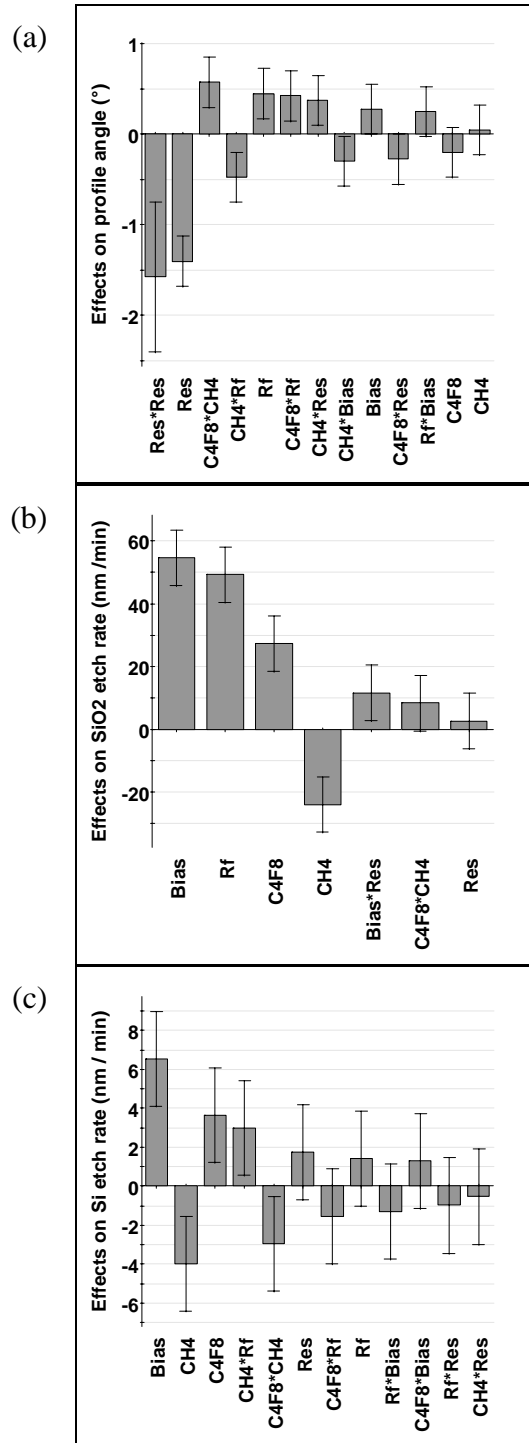 (a)
Effects on profile angle (°)
1
0
-1
-2
Res*Res
Res
C4F8*CH4
CH4*Rf
Rf
C4F8*Rf
CH4*Res
CH4*Bias
Bias
C4F8*Res
Rf*Bias
C4F8
CH4
(b)
Effects on SiO2 etch rate (nm /min)
60
40
20
0
-20
Bias
Rf
C4F8
CH4
Bias*Res
C4F8*CH4
Res
(c)
Effects on Si etch rate (nm / min)
8
6
4
2
0
-2
-4
-6
Bias
CH4
C4F8
CH4*Rf
C4F8*CH4
Res
C4F8*Rf
Rf
Rf*Bias
C4F8*Bias
Rf*Res
CH4*Res